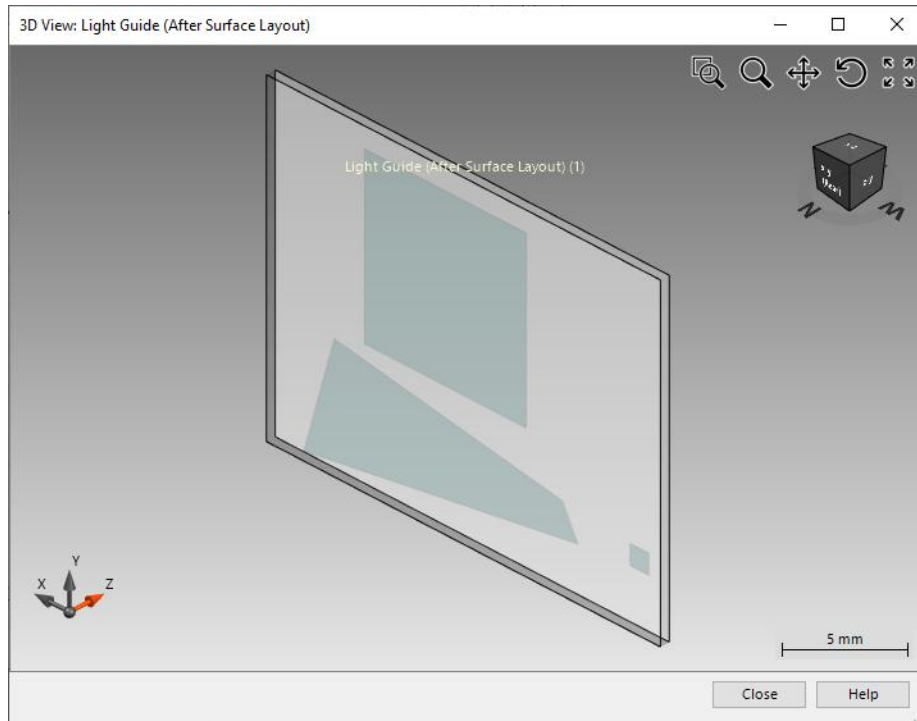 3D View: Light Guide (After Surface Layout)
Light Guide (After Surface Layout) (1)
N
M
Y
X
Z
5 mm
Close
Help